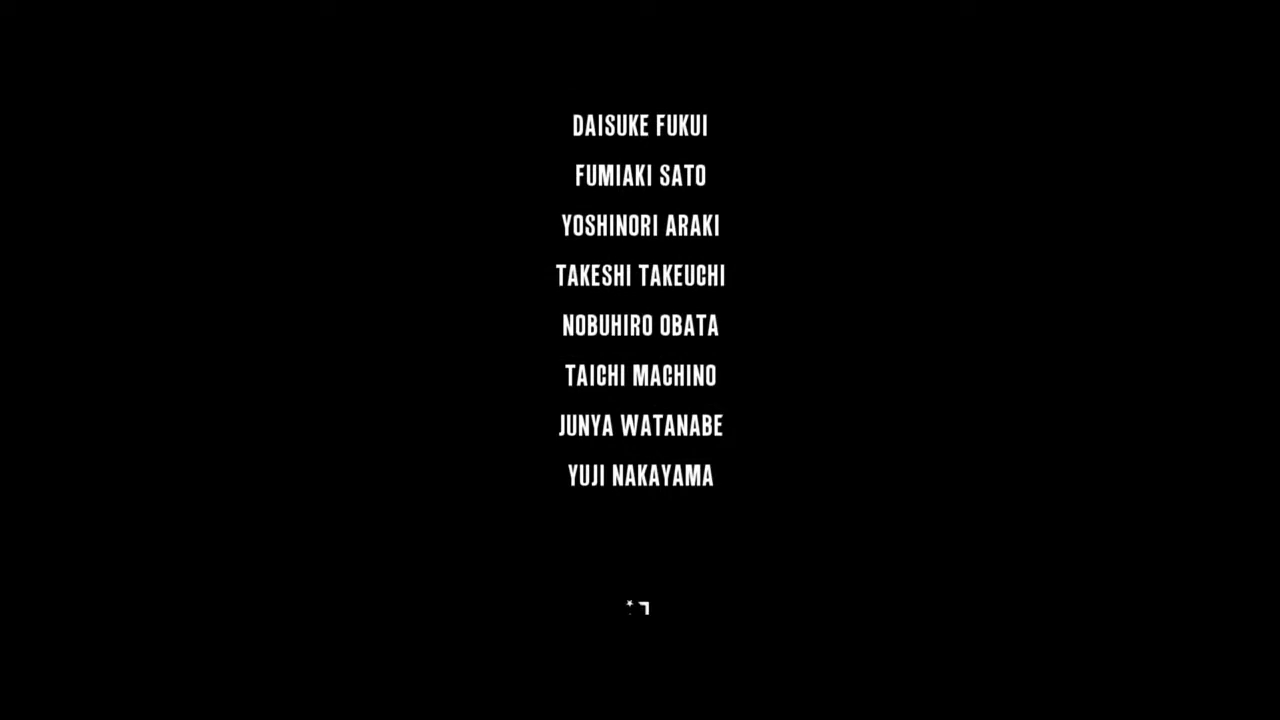 DAISUKE FUKUI
FUMIAKI SATO
YOSHINORI ARAKI
TAKESHI TAKEUCHI
NOBUHIRO OBATA
TAICHI MACHINO
JUNYA WATANABE
YUJI NAKAYAMA